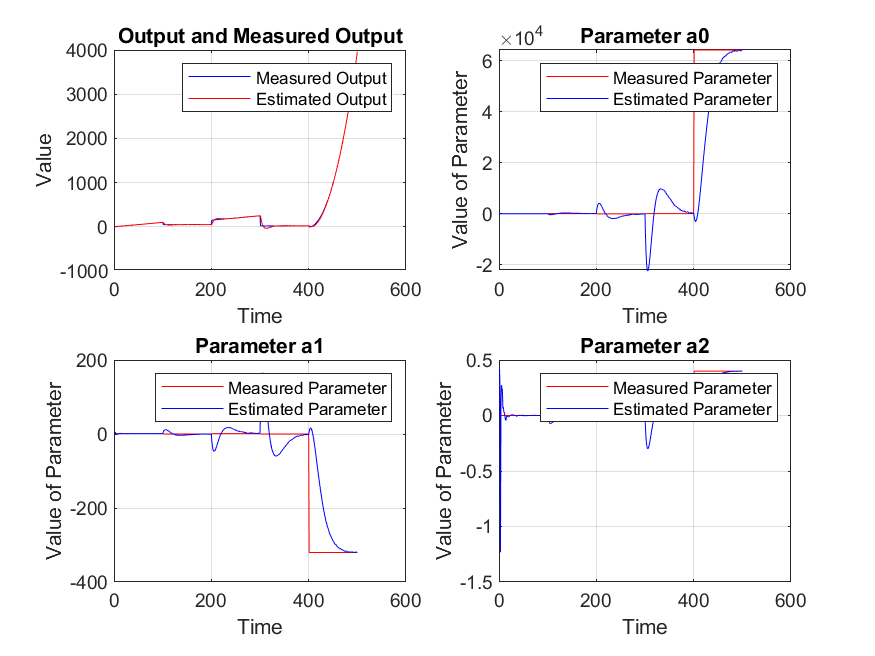 Output and Measured Output
4000
3000
2000
1000
0
-1000
0
200
400
600
Value
Time
Measured Output
Estimated Output
Parameter a0
×10⁴
6
4
2
0
-2
0
200
400
600
Value of Parameter
Time
Measured Parameter
Estimated Parameter
Parameter a1
200
0
-200
-400
0
200
400
600
Value of Parameter
Time
Measured Parameter
Estimated Parameter
Parameter a2
0.5
0
-0.5
-1
-1.5
0
200
400
600
Value of Parameter
Time
Measured Parameter
Estimated Parameter